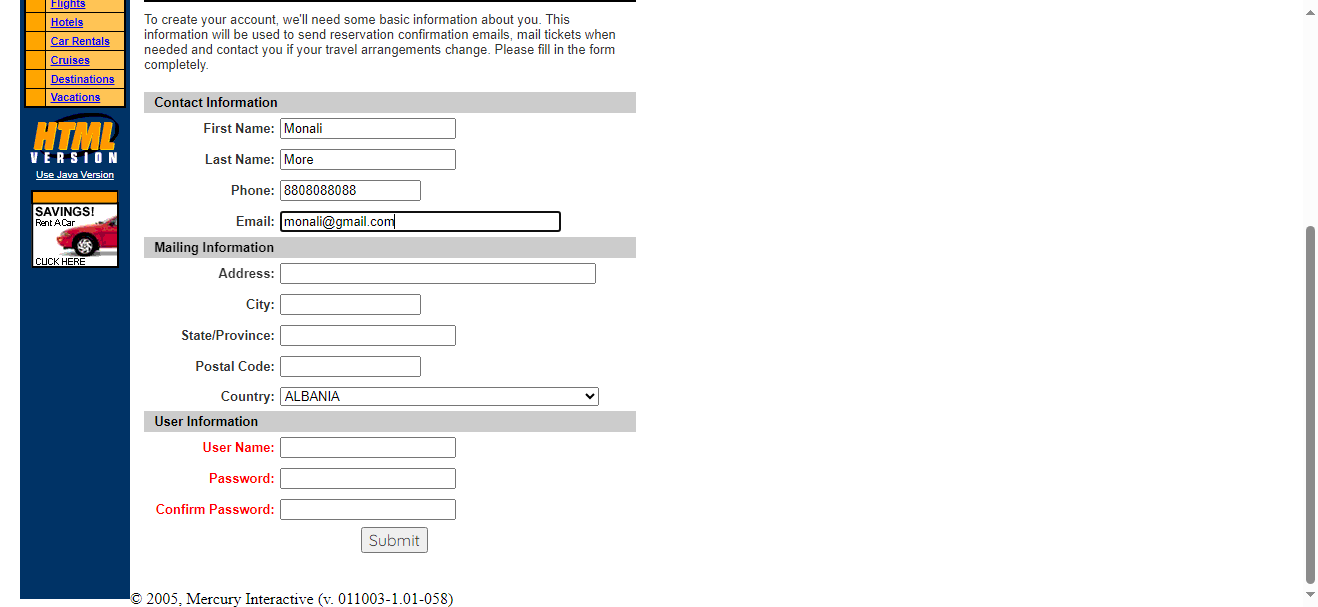 Flights
Hotels
Car Rentals
Cruises
Destinations
Vacations
HTML
VERSION
Use Java Version
SAVINGS!
Rent A Car
CLICK HERE
To create your account, we'll need some basic information about you. This
information will be used to send reservation confirmation emails, mail tickets when
needed and contact you if your travel arrangements change. Please fill in the form
completely.
Contact Information
First Name: Monali
Last Name: More
Phone: 8808088088
Email: monali@gmail.com
Mailing Information
Address:
City:
State/Province:
Postal Code:
Country: ALBANIA
User Information
User Name:
Password:
Confirm Password:
Submit
© 2005, Mercury Interactive (v. 011003-1.01-058)